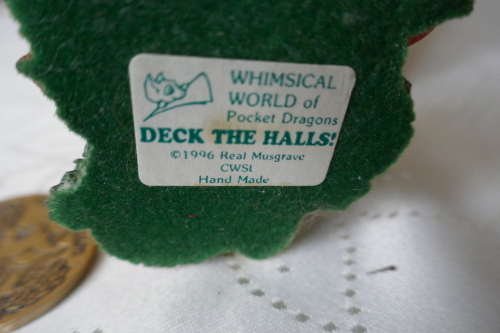 WHIMSICAL
WORLD of
Pocket Dragons
DECK THE HALLS!
©1996 Real Musgrave
CWSI
Hand Made